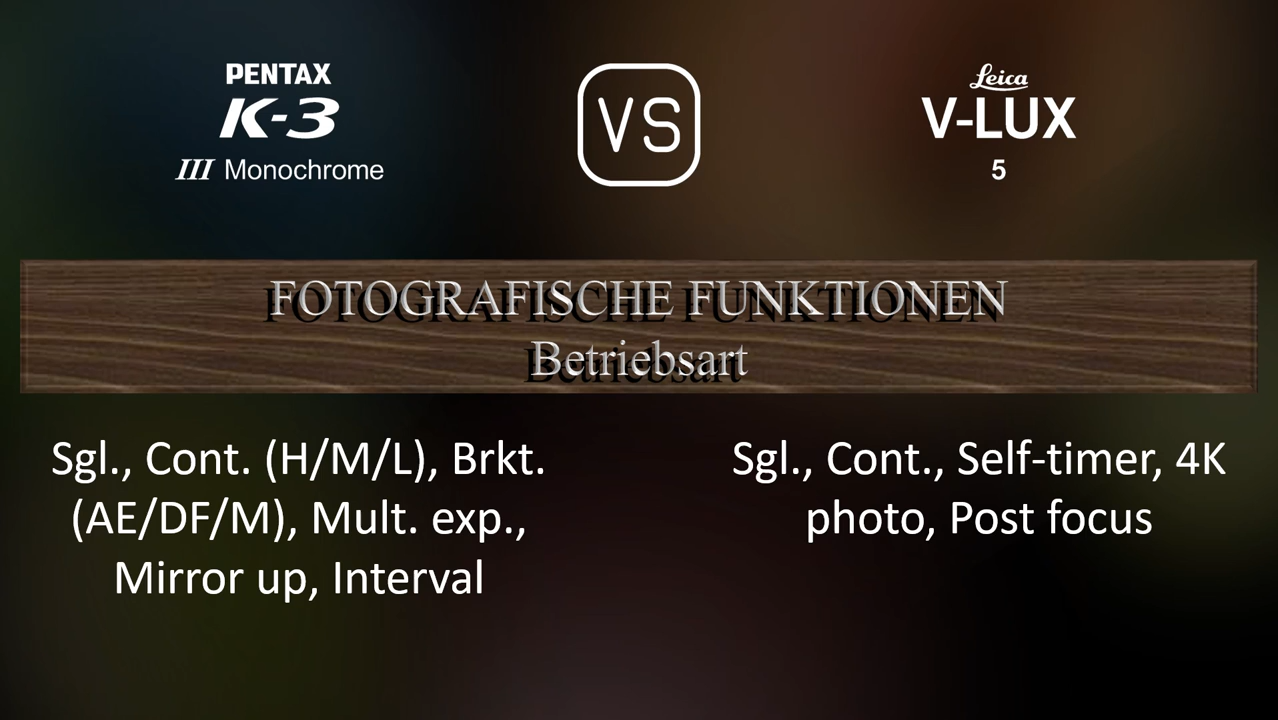 PENTAX
K-3
III Monochrome
VS
Leica
V-LUX
5
FOTOGRAFISCHE FUNKTIONEN
Betriebsart
Sgl., Cont. (H/M/L), Brkt.
(AE/DF/M), Mult. exp.,
Mirror up, Interval
Sgl., Cont., Self-timer, 4K
photo, Post focus